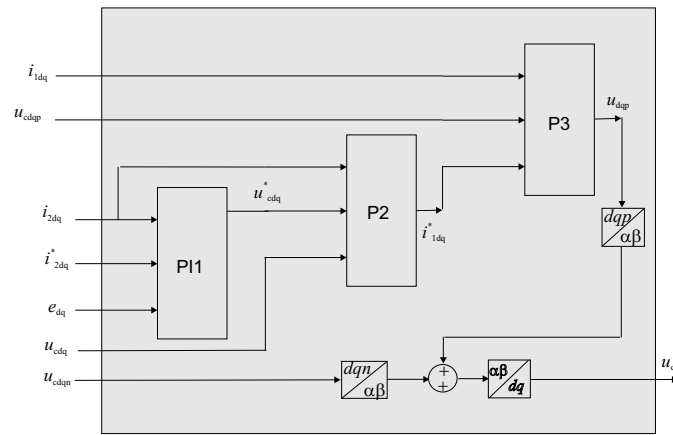 i1dq
ucdqp
i2dq
i*2dq
edq
ucdq
ucdqn
PI1
u*cdq
P2
i*1dq
P3
udqp
dqp
αβ
dqn
αβ
+
+
αβ
dq